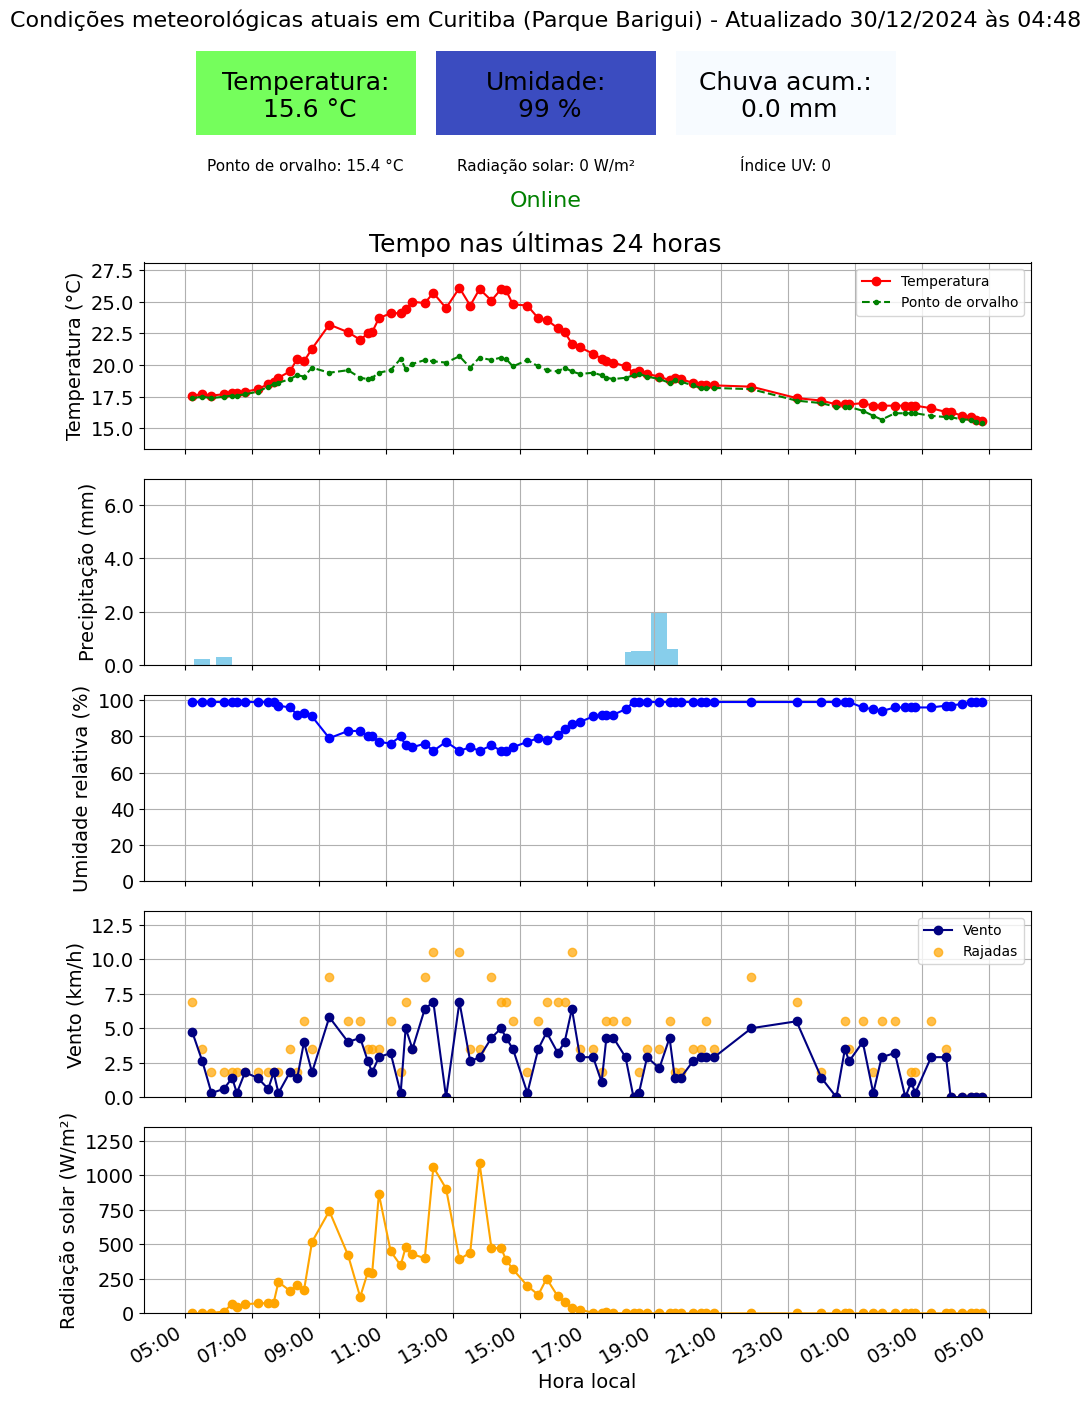 Condições meteorológicas atuais em Curitiba (Parque Barigui) - Atualizado 30/12/2024 às 04:48
Temperatura:
15.6 °C
Umidade:
99 %
Chuva acum.:
0.0 mm
Ponto de orvalho: 15.4 °C
Radiação solar: 0 W/m²
Índice UV: 0
Online
Tempo nas últimas 24 horas
Temperatura (°C)
27.5
25.0
22.5
20.0
17.5
15.0
Temperatura
Ponto de orvalho
Precipitação (mm)
6.0
4.0
2.0
0.0
Umidade relativa (%)
100
80
60
40
20
0
Vento (km/h)
12.5
10.0
7.5
5.0
2.5
0.0
Vento
Rajadas
Radiação solar (W/m²)
1250
1000
750
500
250
0
05:00
07:00
09:00
11:00
13:00
15:00
17:00
19:00
21:00
23:00
01:00
03:00
05:00
Hora local